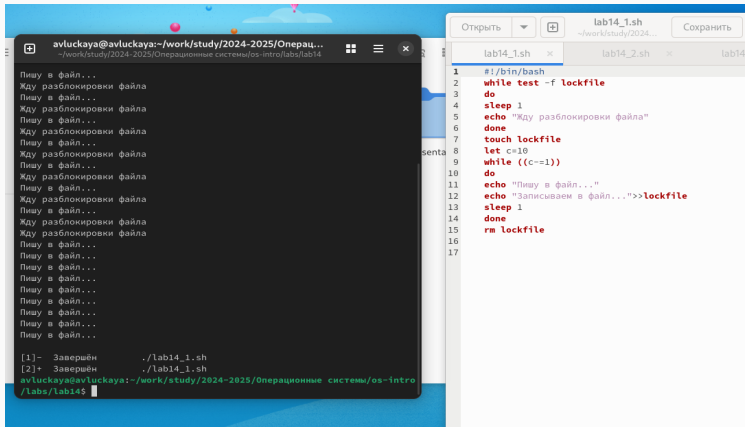 avluckaya@avluckaya:~/work/study/2024-2025/Операц...
~/work/study/2024-2025/Операционные системы/os-intro/labs/lab14
Пишу в файл...
Жду разблокировки файла
Пишу в файл...
Жду разблокировки файла
Пишу в файл...
Жду разблокировки файла
Пишу в файл...
Жду разблокировки файла
Пишу в файл...
Жду разблокировки файла
Пишу в файл...
Жду разблокировки файла
Пишу в файл...
Жду разблокировки файла
Жду разблокировки файла
Пишу в файл...
Пишу в файл...
Пишу в файл...
Пишу в файл...
Пишу в файл...
Пишу в файл...
Пишу в файл...
Пишу в файл...
Пишу в файл...
[1]- Завершён ./lab14_1.sh
[2]+ Завершён ./lab14_1.sh
avluckaya@avluckaya:~/work/study/2024-2025/Операционные системы/os-intro
/labs/lab14$
senta
Открыть
lab14_1.sh
~/work/study/2024...
Сохранить
lab14_1.sh × lab14_2.sh × lab14
1 #!/bin/bash
2 while test -f lockfile
3 do
4 sleep 1
5 echo "Жду разблокировки файла"
6 done
7 touch lockfile
8 let c=10
9 while ((c-=1))
10 do
11 echo "Пишу в файл..."
12 echo "Записываем в файл...">>lockfile
13 sleep 1
14 done
15 rm lockfile
16
17